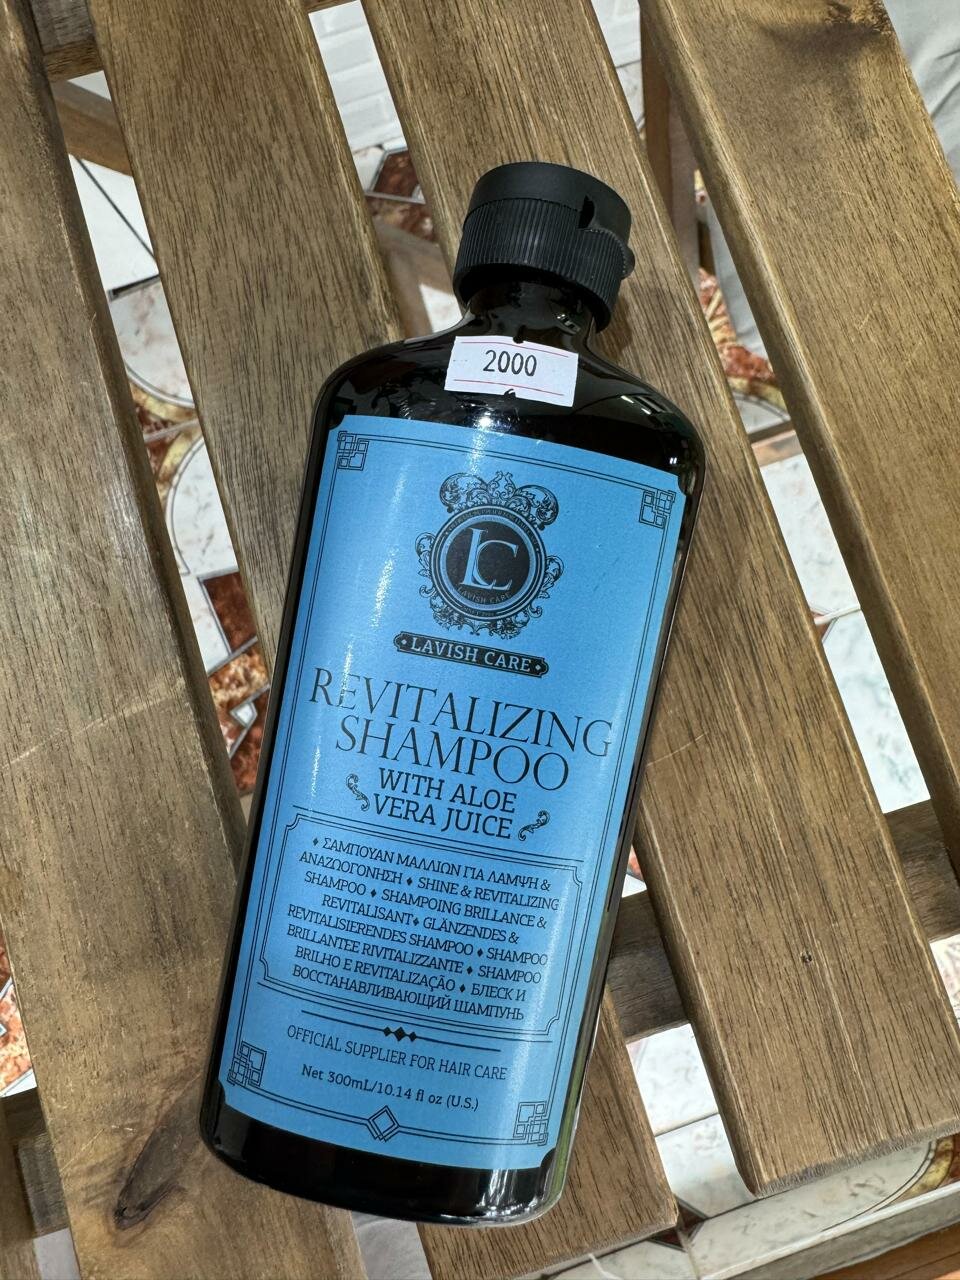 2000
LC
LAVISH CARE
LAVISH CARE
REVITALIZING
SHAMPOO
WITH ALOE
VERA JUICE
♦ ΣΑΜΠΟΥΑΝ ΜΑΛΛΙΩΝ ΓΙΑ ΛΑΜΨΗ &
ΑΝΑΖΩΟΓΟΝΗΣΗ ♦ SHINE & REVITALIZING
SHAMPOO ♦ SHAMPOING BRILLANCE &
REVITALISANT ♦ GLÄNZENDES &
REVITALISIERENDES SHAMPOO ♦ SHAMPOO
BRILLANTEE RIVITALIZZANTE ♦ SHAMPOO
BRILHO E REVITALIZAÇÃO ♦ БЛЕСК И
ВОССТАНАВЛИВАЮЩИЙ ШАМПУНЬ
OFFICIAL SUPPLIER FOR HAIR CARE
Net 300mL/10.14 fl oz (U.S.)